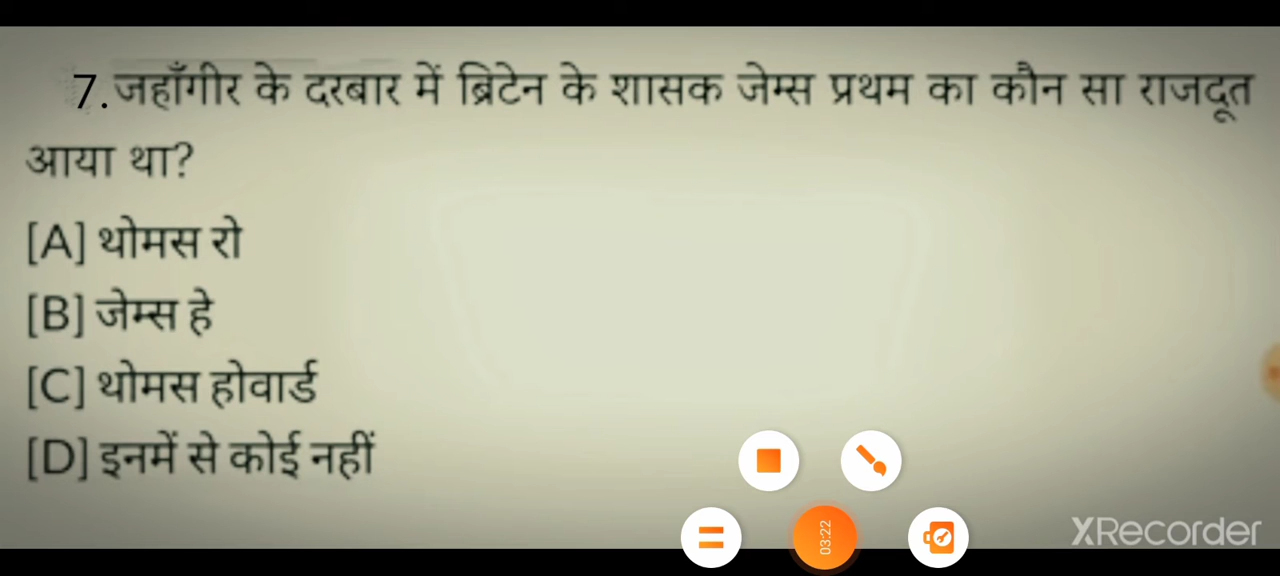 7. जहाँगीर के दरबार में ब्रिटेन के शासक जेम्स प्रथम का कौन सा राजदूत
आया था?
[A] थोमस रो
[B] जेम्स हे
[C] थोमस होवार्ड
[D] इनमें से कोई नहीं
03:22
XRecorder